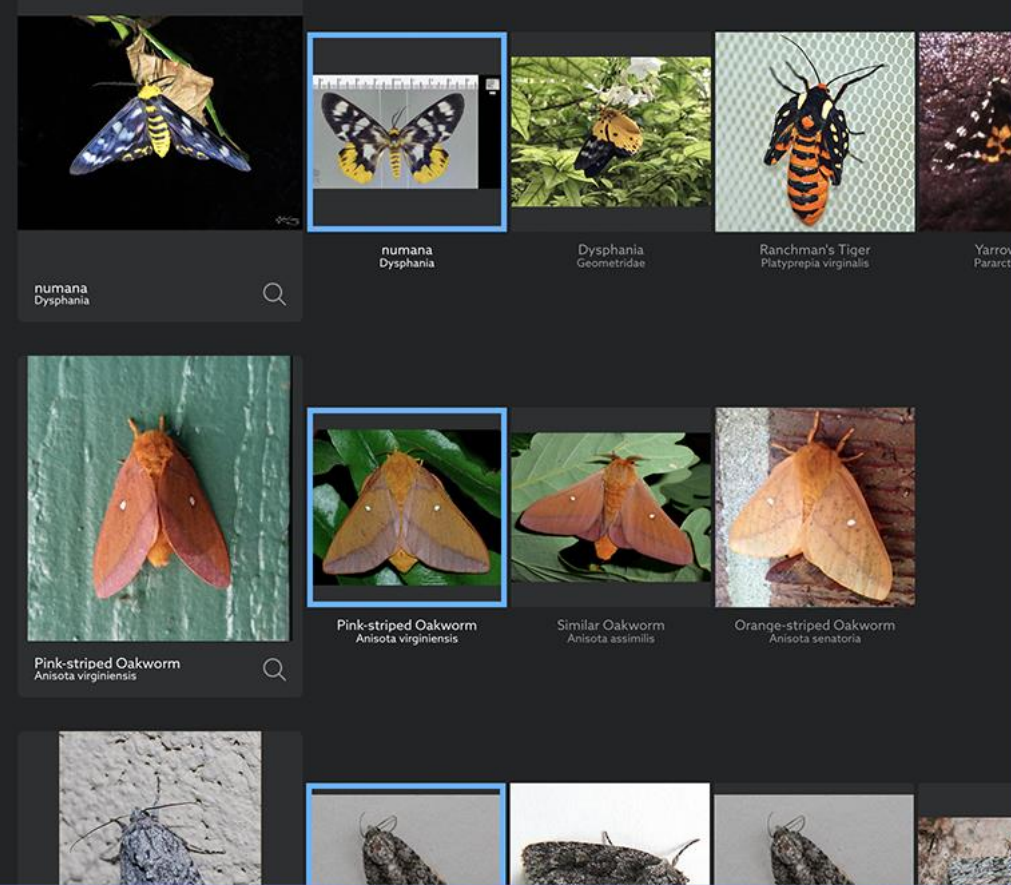 numana
Dysphania
numana
Dysphania
Dysphania
Geometridae
Ranchman's Tiger
Platyprepia virginalis
Pink-striped Oakworm
Anisota virginiensis
Pink-striped Oakworm
Anisota virginiensis
Similar Oakworm
Anisota assimilis
Orange-striped Oakworm
Anisota senatoria